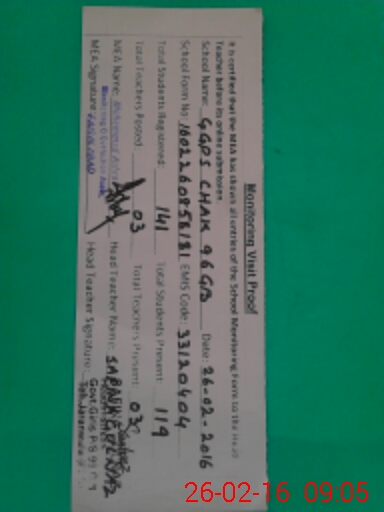 Monitoring Visit Proof
It is certified that the MEA has shown all entries of the School Monitoring Form to the Head
Teacher before its online submission.
School Name: GGPS CHAK 96 GB Date: 26-02-2016
School Form No: EMIS Code: 33120404
Total Students Registered: 141 Total Students Present: 119
Total Teachers Posted: 03 Total Teachers Present: 03
MEA Name: Head Teacher Name:
MEA Signature: Head Teacher Signature:
26-02-16 09:05